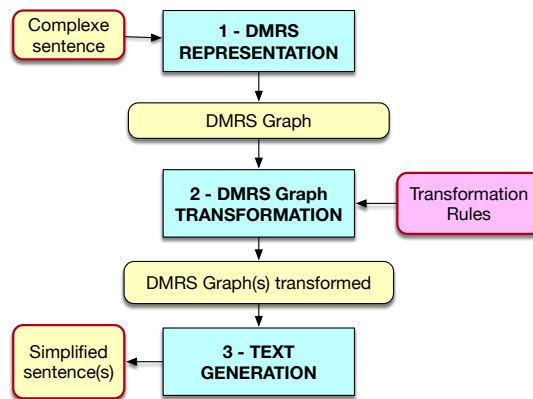 Complexe
sentence
1 - DMRS
REPRESENTATION
DMRS Graph
2 - DMRS Graph
TRANSFORMATION
Transformation
Rules
DMRS Graph(s) transformed
Simplified
sentence(s)
3 - TEXT
GENERATION